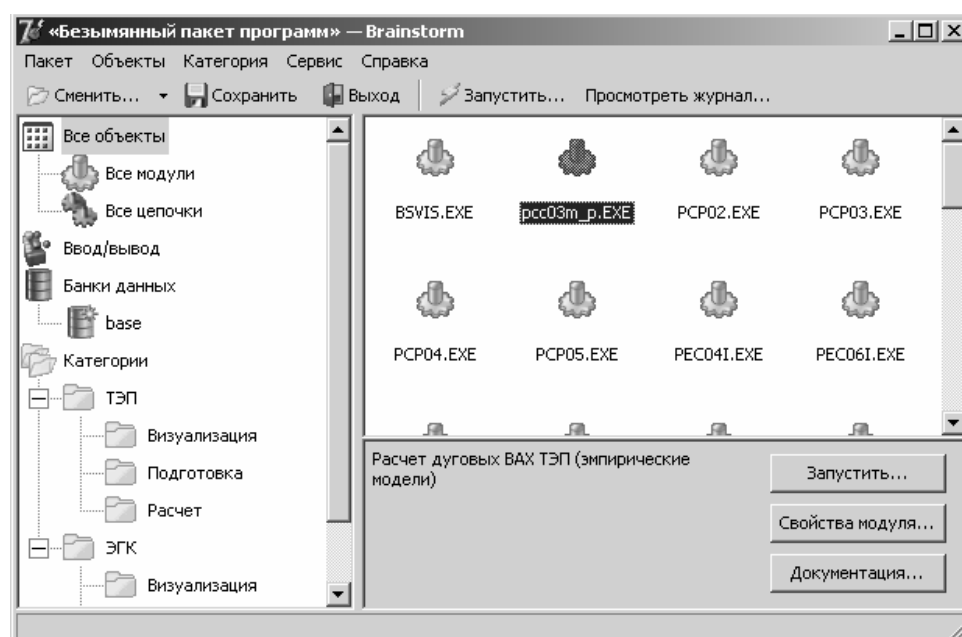 «Безымянный пакет программ» — Brainstorm
Пакет Объекты Категория Сервис Справка
Сменить... Сохранить Выход Запустить... Просмотреть журнал...
Все объекты
Все модули
Все цепочки
Ввод/вывод
Банки данных
base
Категории
ТЭП
Визуализация
Подготовка
Расчет
ЭГК
Визуализация
BSVIS.EXE pcc03m_p.EXE PCP02.EXE PCP03.EXE
PCP04.EXE PCP05.EXE PEC04I.EXE PEC06I.EXE
Расчет дуговых ВАХ ТЭП (эмпирические
модели)
Запустить...
Свойства модуля...
Документация...